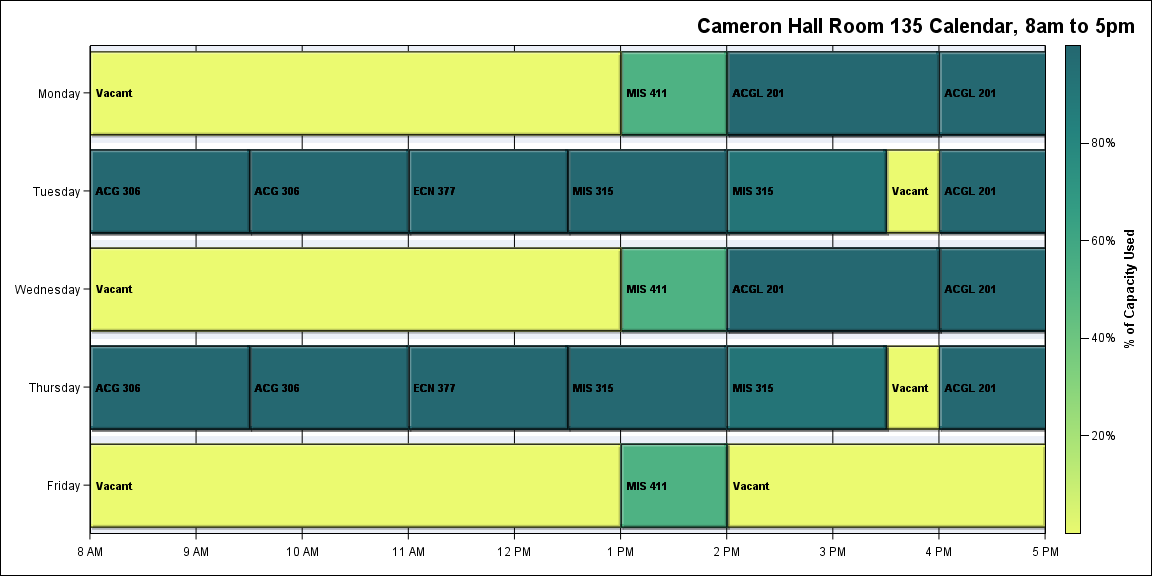 Cameron Hall Room 135 Calendar, 8am to 5pm
Monday
Vacant
MIS 411
ACGL 201
ACGL 201
Tuesday
ACG 306
ACG 306
ECN 377
MIS 315
MIS 315
Vacant
ACGL 201
Wednesday
Vacant
MIS 411
ACGL 201
ACGL 201
Thursday
ACG 306
ACG 306
ECN 377
MIS 315
MIS 315
Vacant
ACGL 201
Friday
Vacant
MIS 411
Vacant
8 AM
9 AM
10 AM
11 AM
12 PM
1 PM
2 PM
3 PM
4 PM
5 PM
80%
60%
40%
20%
% of Capacity Used